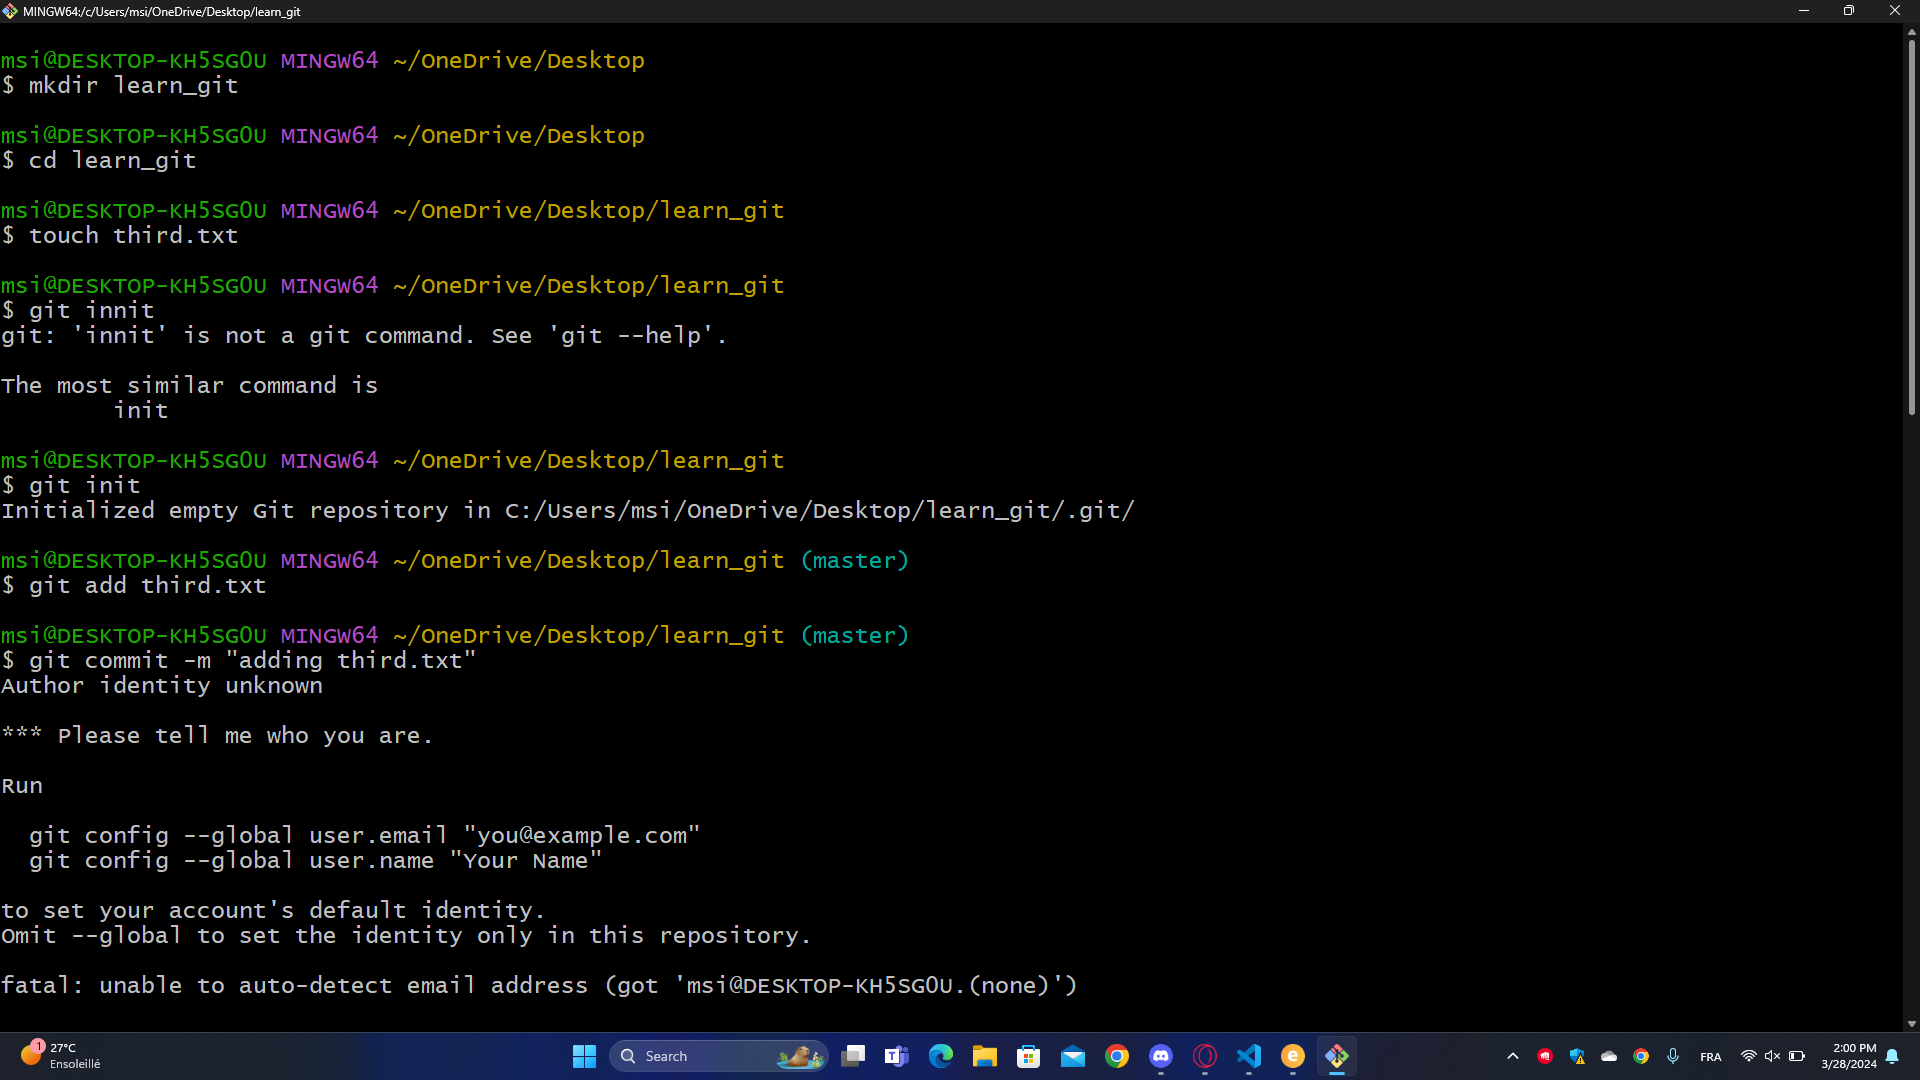 MINGW64:/c/Users/msi/OneDrive/Desktop/learn_git
msi@DESKTOP-KH5SG0U MINGW64 ~/OneDrive/Desktop
$ mkdir learn_git
msi@DESKTOP-KH5SG0U MINGW64 ~/OneDrive/Desktop
$ cd learn_git
msi@DESKTOP-KH5SG0U MINGW64 ~/OneDrive/Desktop/learn_git
$ touch third.txt
msi@DESKTOP-KH5SG0U MINGW64 ~/OneDrive/Desktop/learn_git
$ git innit
git: 'innit' is not a git command. See 'git --help'.
The most similar command is
init
msi@DESKTOP-KH5SG0U MINGW64 ~/OneDrive/Desktop/learn_git
$ git init
Initialized empty Git repository in C:/Users/msi/OneDrive/Desktop/learn_git/.git/
msi@DESKTOP-KH5SG0U MINGW64 ~/OneDrive/Desktop/learn_git (master)
$ git add third.txt
msi@DESKTOP-KH5SG0U MINGW64 ~/OneDrive/Desktop/learn_git (master)
$ git commit -m "adding third.txt"
Author identity unknown
*** Please tell me who you are.
Run
git config --global user.email "you@example.com"
git config --global user.name "Your Name"
to set your account's default identity.
Omit --global to set the identity only in this repository.
fatal: unable to auto-detect email address (got 'msi@DESKTOP-KH5SG0U.(none)')
1
27°C
Ensoleillé
Search
FRA
2:00 PM
3/28/2024